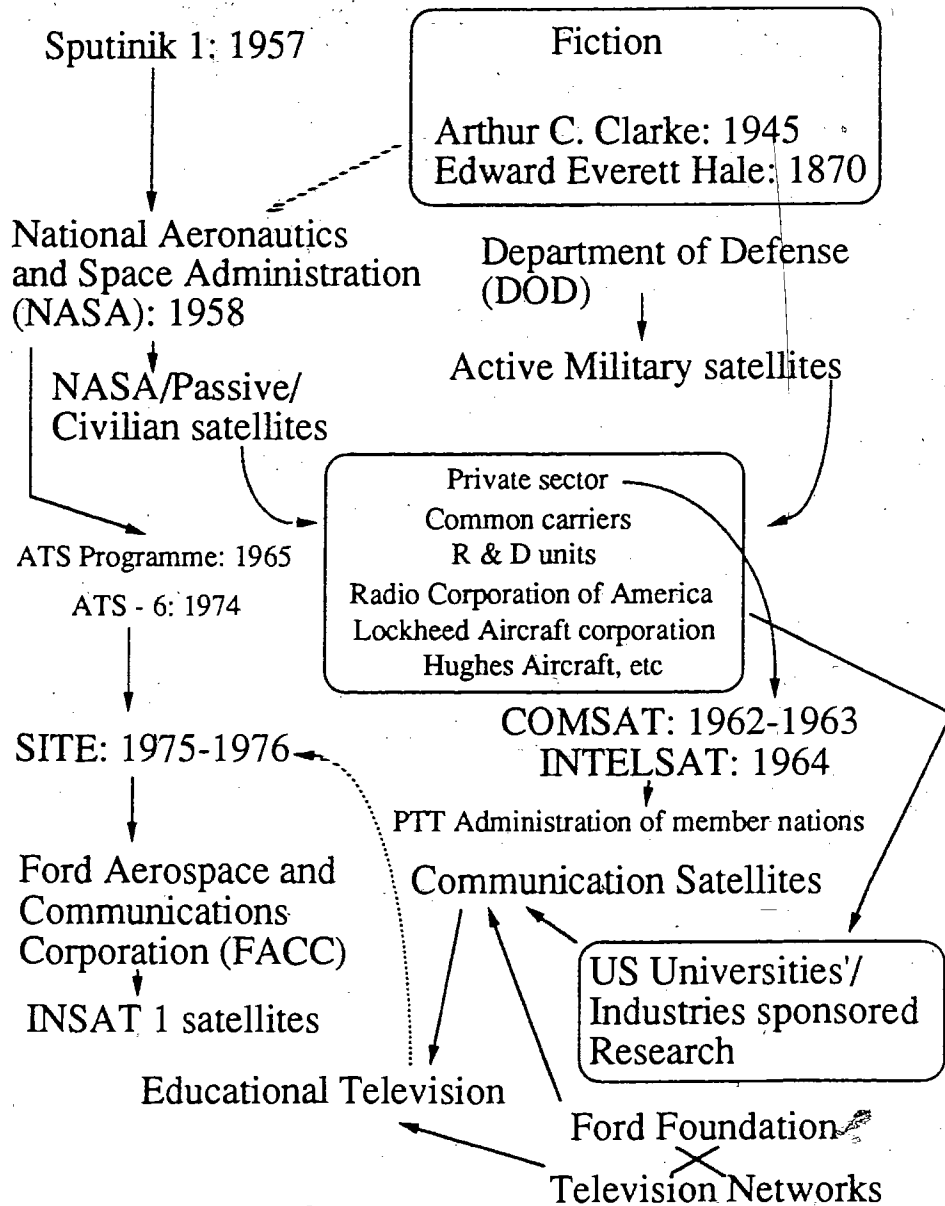 Sputinik 1: 1957
Fiction
Arthur C. Clarke: 1945
Edward Everett Hale: 1870
National Aeronautics
and Space Administration
(NASA): 1958
Department of Defense
(DOD)
Active Military satellites
NASA/Passive/
Civilian satellites
Private sector
Common carriers
R & D units
Radio Corporation of America
Lockheed Aircraft corporation
Hughes Aircraft, etc
ATS Programme: 1965
ATS - 6: 1974
SITE: 1975-1976
COMSAT: 1962-1963
INTELSAT: 1964
PTT Administration of member nations
Ford Aerospace and
Communications
Corporation (FACC)
INSAT 1 satellites
Communication Satellites
US Universities'/
Industries sponsored
Research
Educational Television
Ford Foundation
Television Networks